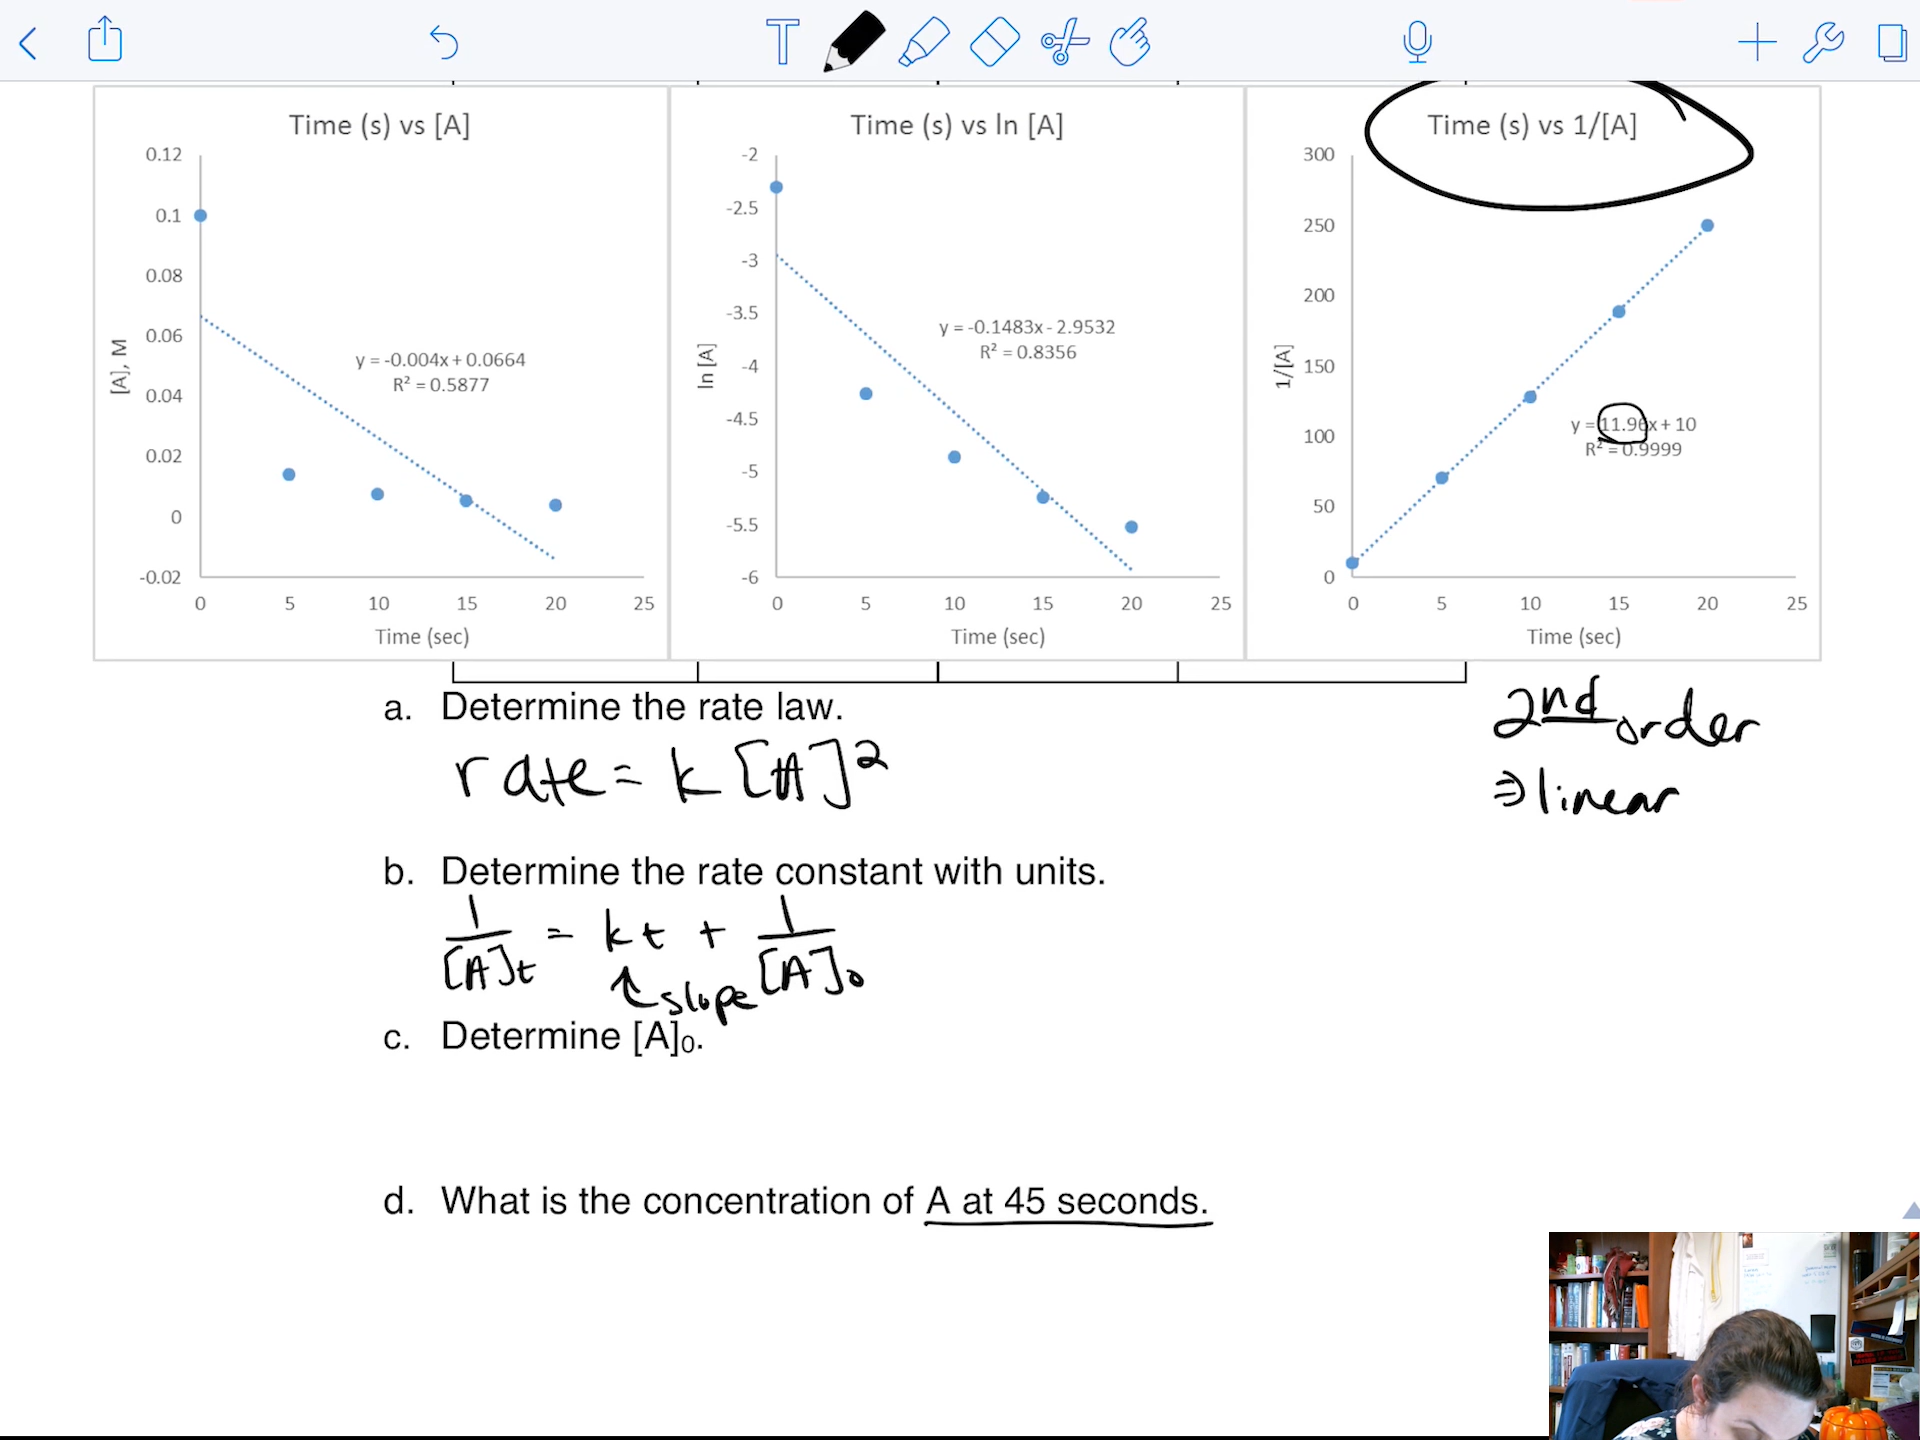 T
Time (s) vs [A]
0.12
0.1
0.08
0.06
0.04
0.02
0
-0.02
[A], M
y = -0.004x + 0.0664
R² = 0.5877
0 5 10 15 20 25
Time (sec)
Time (s) vs ln [A]
-2
-2.5
-3
-3.5
-4
-4.5
-5
-5.5
-6
ln [A]
y = -0.1483x - 2.9532
R² = 0.8356
0 5 10 15 20 25
Time (sec)
Time (s) vs 1/[A]
300
250
200
150
100
50
0
1/[A]
y = 11.96x + 10
R² = 0.9999
0 5 10 15 20 25
Time (sec)
2nd order
⇒ linear
a. Determine the rate law.
rate = k [A]²
b. Determine the rate constant with units.
1/[A]t = kt + 1/[A]₀
↑ slope
c. Determine [A]₀.
d. What is the concentration of A at 45 seconds.